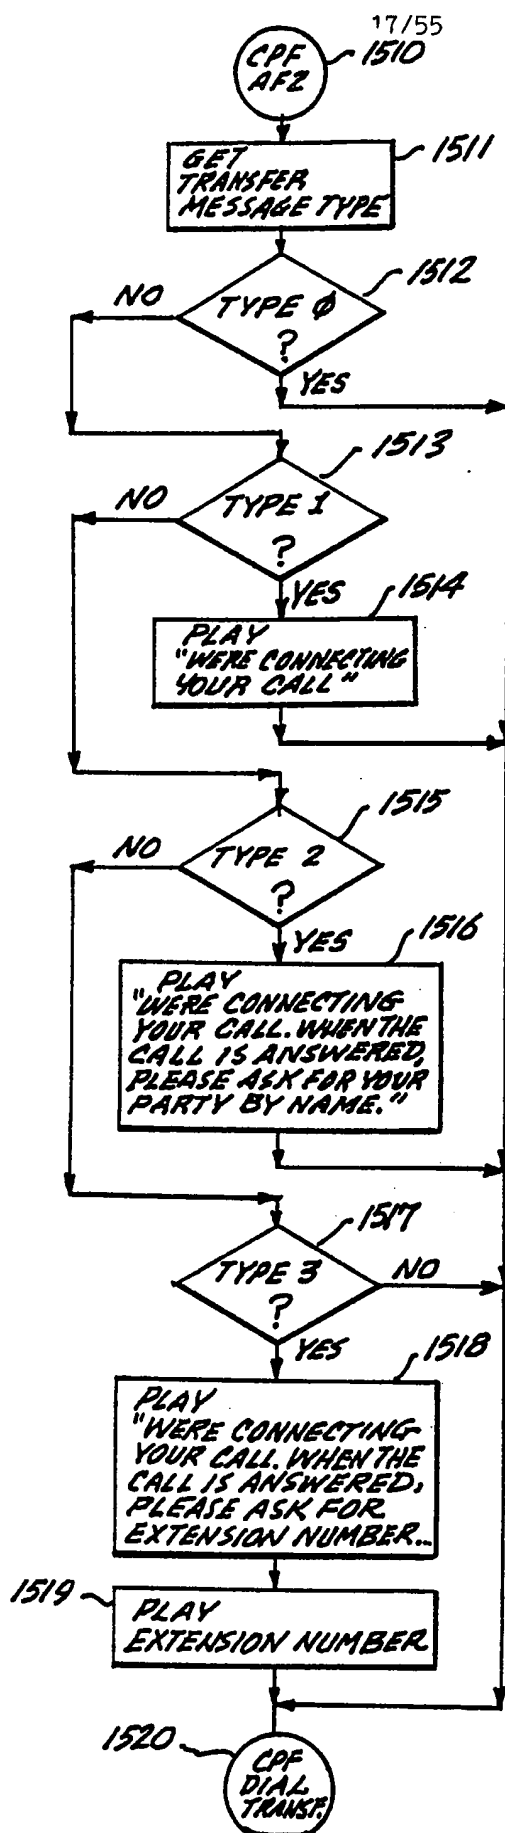 17/55
CPF
AF2
1510
GET
TRANSFER
MESSAGE TYPE
1511
TYPE Ø
?
1512
NO
YES
TYPE 1
?
1513
NO
YES
1514
PLAY
"WERE CONNECTING
YOUR CALL"
1515
TYPE 2
?
NO
YES
1516
PLAY
"WERE CONNECTING
YOUR CALL. WHEN THE
CALL IS ANSWERED,
PLEASE ASK FOR YOUR
PARTY BY NAME."
1517
TYPE 3
?
NO
YES
1518
PLAY
"WERE CONNECTING
YOUR CALL. WHEN THE
CALL IS ANSWERED,
PLEASE ASK FOR
EXTENSION NUMBER...
1519
PLAY
EXTENSION NUMBER
1520
CPF
DIAL
TRANSF.